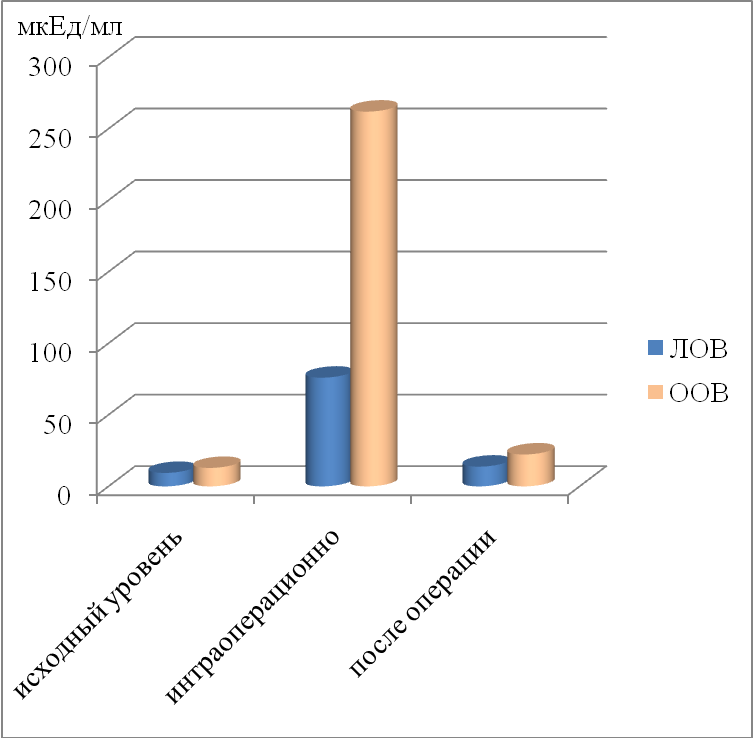 мкЕд/мл
300
250
200
150
100
50
0
исходный уровень
интраоперационно
после операции
ЛОВ
ООВ